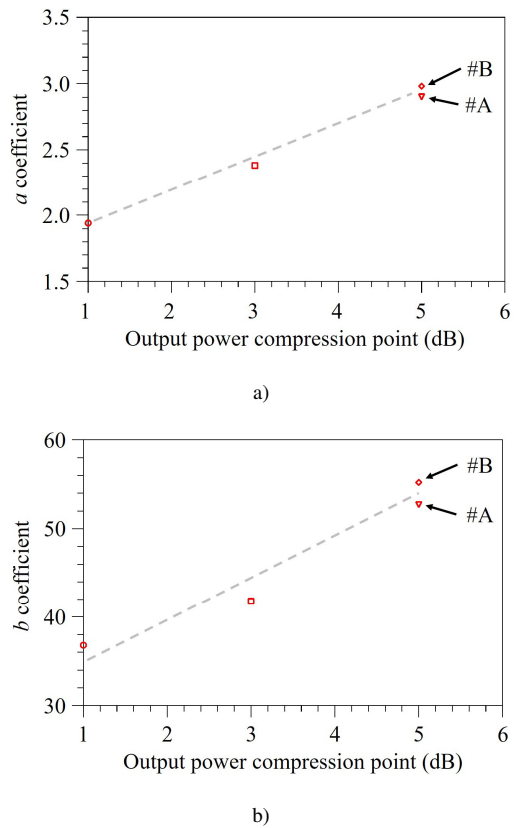 3.5
3.0
2.5
2.0
1.5
a coefficient
#B
#A
1 2 3 4 5 6
Output power compression point (dB)
a)
60
50
40
30
b coefficient
#B
#A
1 2 3 4 5 6
Output power compression point (dB)
b)